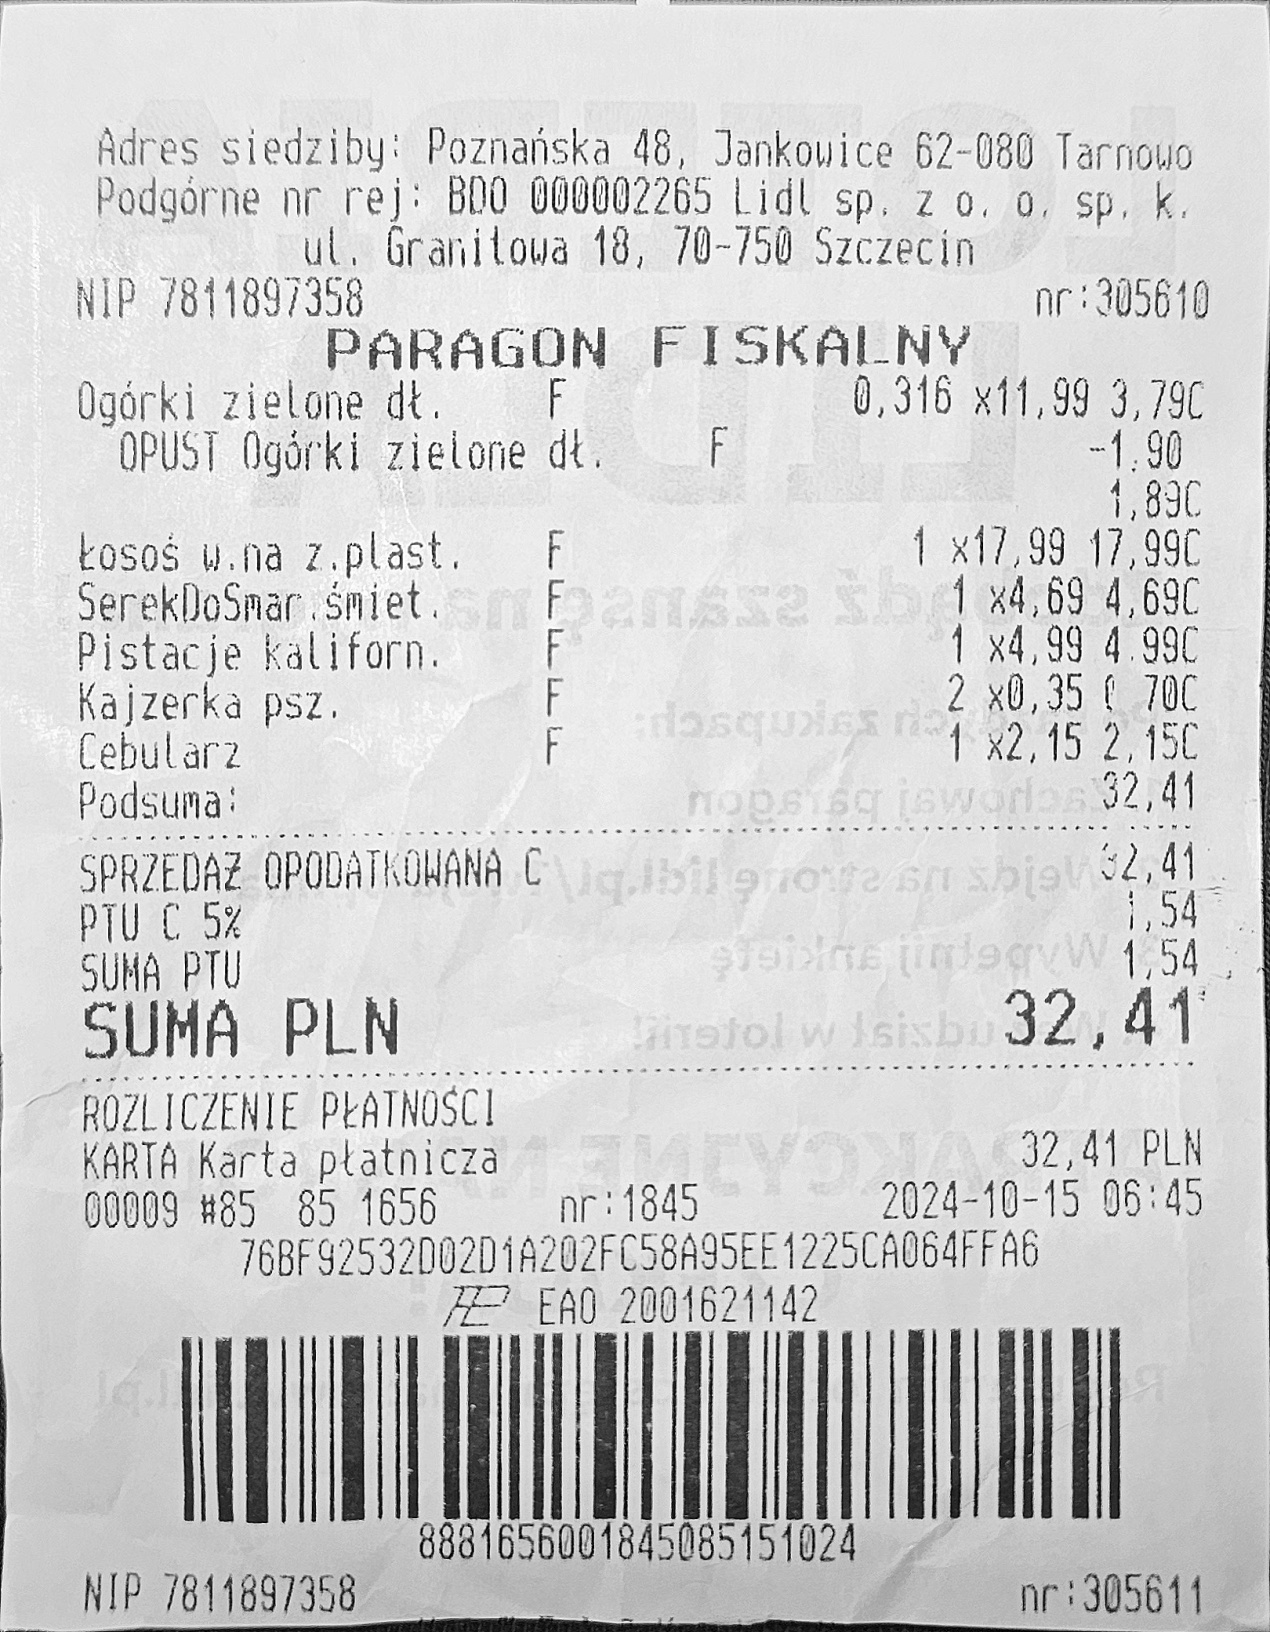 Adres siedziby: Poznańska 48, Jankowice 62-080 Tarnowo
Podgórne nr rej: BDO 000002265 Lidl sp. z o. o. sp. k.
ul. Granitowa 18, 70-750 Szczecin
NIP 7811897358 nr:305610
PARAGON FISKALNY
Ogórki zielone dł. F 0,316 x11,99 3,79C
OPUST Ogórki zielone dł. F -1,90
1,89C
Łosoś w.na z.plast. F 1 x17,99 17,99C
SerekDoSmar.śmiet. F 1 x4,69 4,69C
Pistacje kaliforn. F 1 x4,99 4,99C
Kajzerka psz. F 2 x0,35 0,70C
Cebularz F 1 x2,15 2,15C
Podsuma: 32,41
SPRZEDAŻ OPODATKOWANA C 32,41
PTU C 5% 1,54
SUMA PTU 1,54
SUMA PLN 32,41
ROZLICZENIE PŁATNOŚCI
KARTA Karta płatnicza 32,41 PLN
00009 #85 85 1656 nr:1845 2024-10-15 06:45
76BF92532D02D1A202FC58A95EE1225CA064FFA6
EAO 2001621142
8881656001845085151024
NIP 7811897358 nr:305611